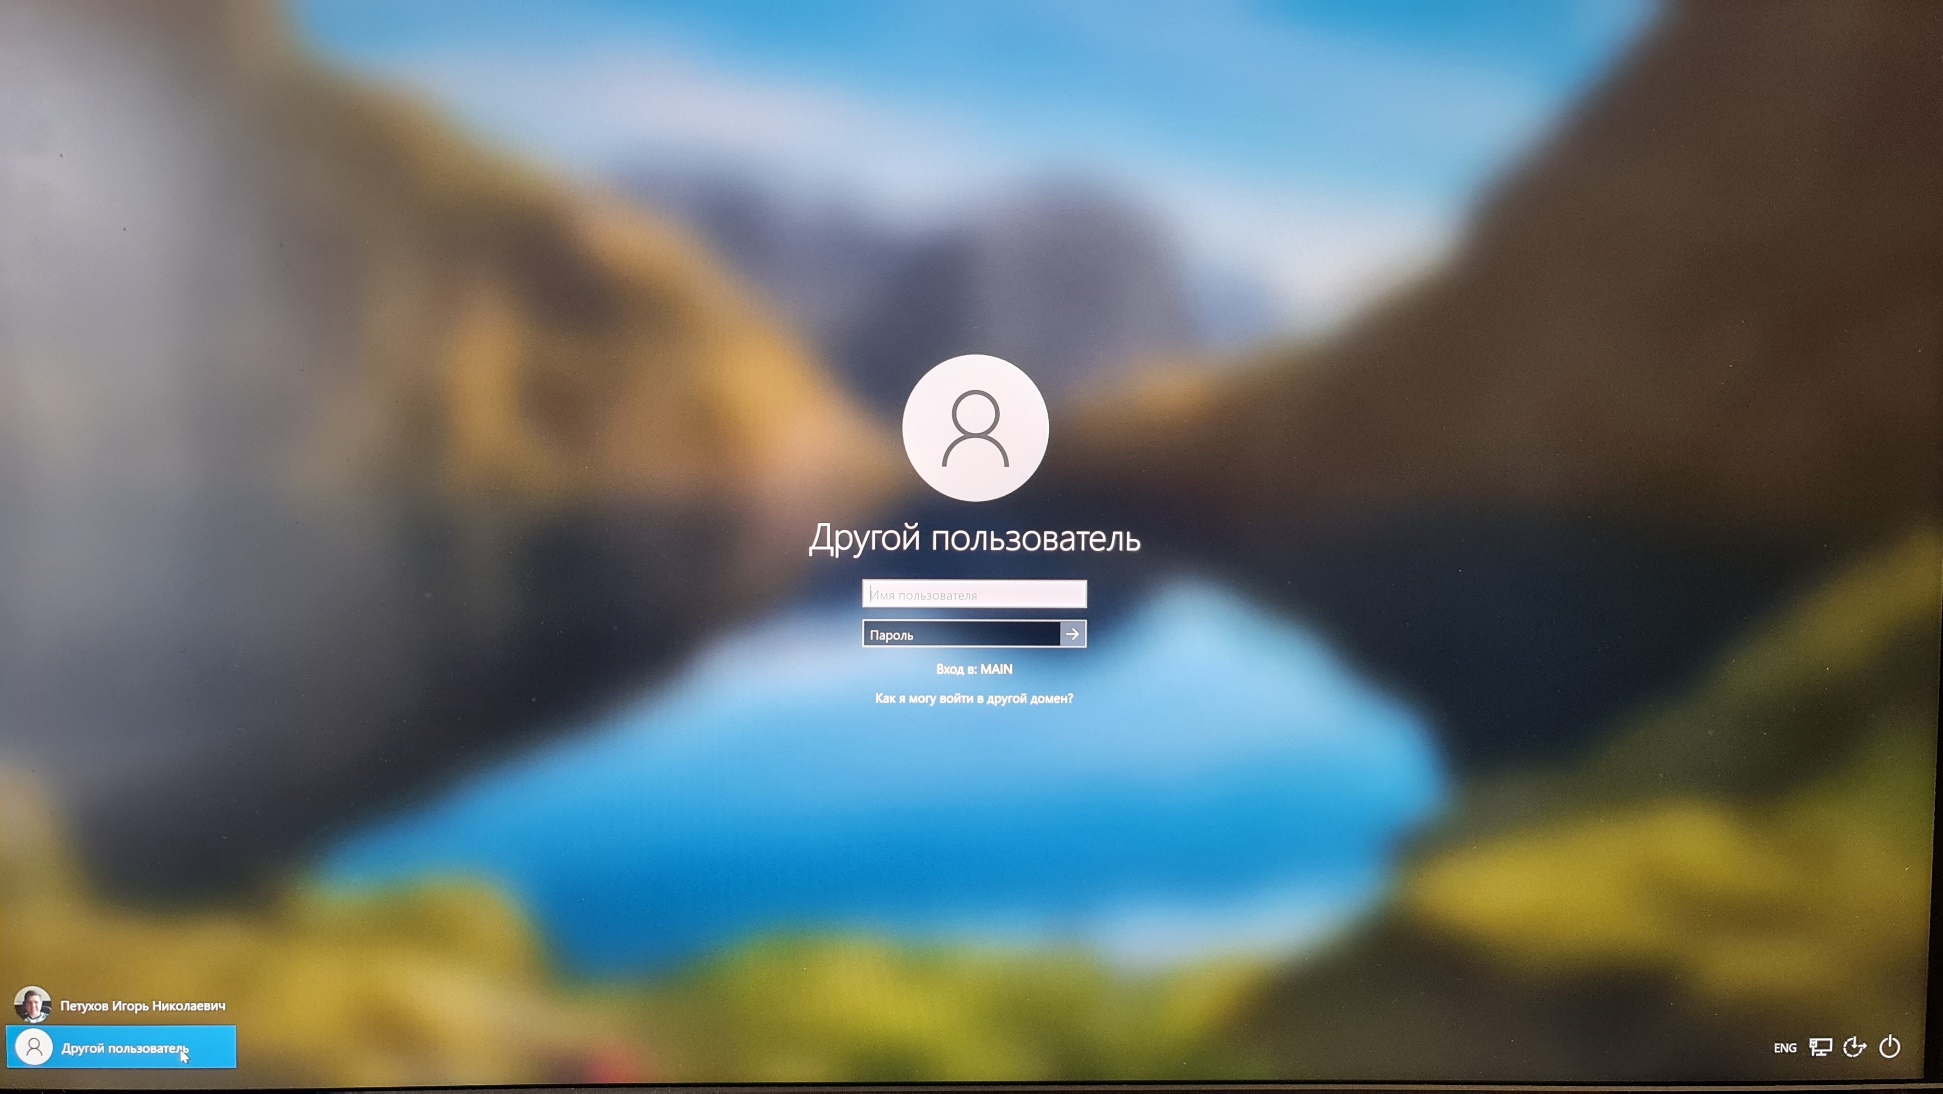 Другой пользователь
Имя пользователя
Пароль
Вход в: MAIN
Как я могу войти в другой домен?
Петухов Игорь Николаевич
Другой пользователь
ENG